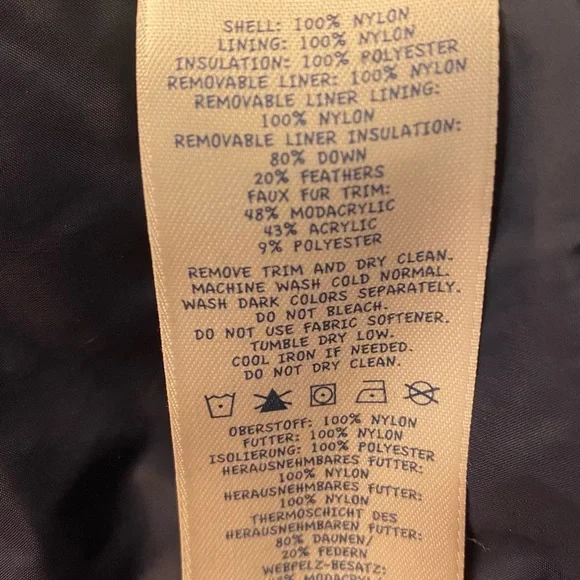 SHELL: 100% NYLON
LINING: 100% NYLON
INSULATION: 100% POLYESTER
REMOVABLE LINER: 100% NYLON
REMOVABLE LINER LINING:
100% NYLON
REMOVABLE LINER INSULATION:
80% DOWN
20% FEATHERS
FAUX FUR TRIM:
48% MODACRYLIC
43% ACRYLIC
9% POLYESTER
REMOVE TRIM AND DRY CLEAN.
MACHINE WASH COLD NORMAL.
WASH DARK COLORS SEPARATELY.
DO NOT BLEACH.
DO NOT USE FABRIC SOFTENER.
TUMBLE DRY LOW.
COOL IRON IF NEEDED.
DO NOT DRY CLEAN.
OBERSTOFF: 100% NYLON
FUTTER: 100% NYLON
ISOLIERUNG: 100% POLYESTER
HERAUSNEHMBARES FUTTER:
100% NYLON
HERAUSNEHMBARES FUTTER:
100% NYLON
THERMOSCHICHT DES
HERAUSNEHMBAREN FUTTER:
80% DAUNEN/
20% FEDERN
WEBPELZ-BESATZ: